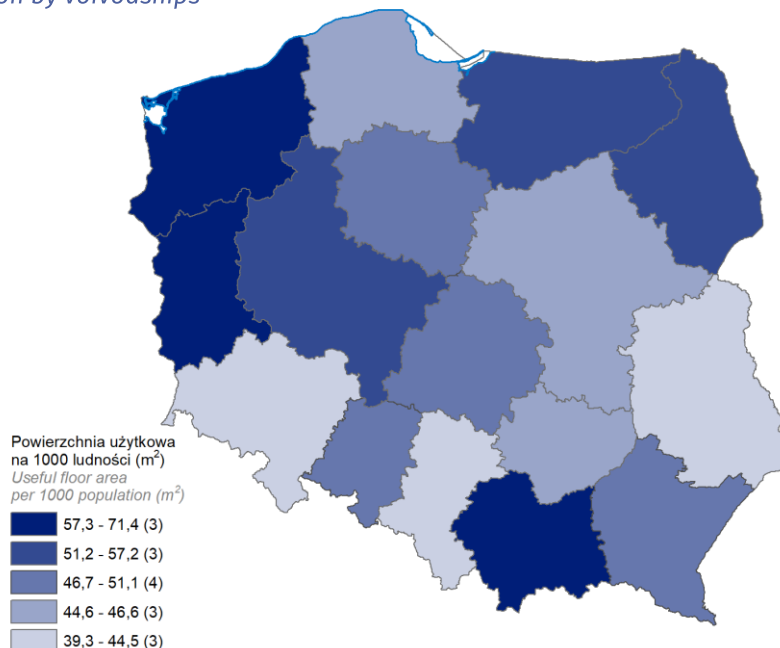 by voivodships
Powierzchnia użytkowa
na 1000 ludności (m²)
Useful floor area
per 1000 population (m²)
57,3 - 71,4 (3)
51,2 - 57,2 (3)
46,7 - 51,1 (4)
44,6 - 46,6 (3)
39,3 - 44,5 (3)